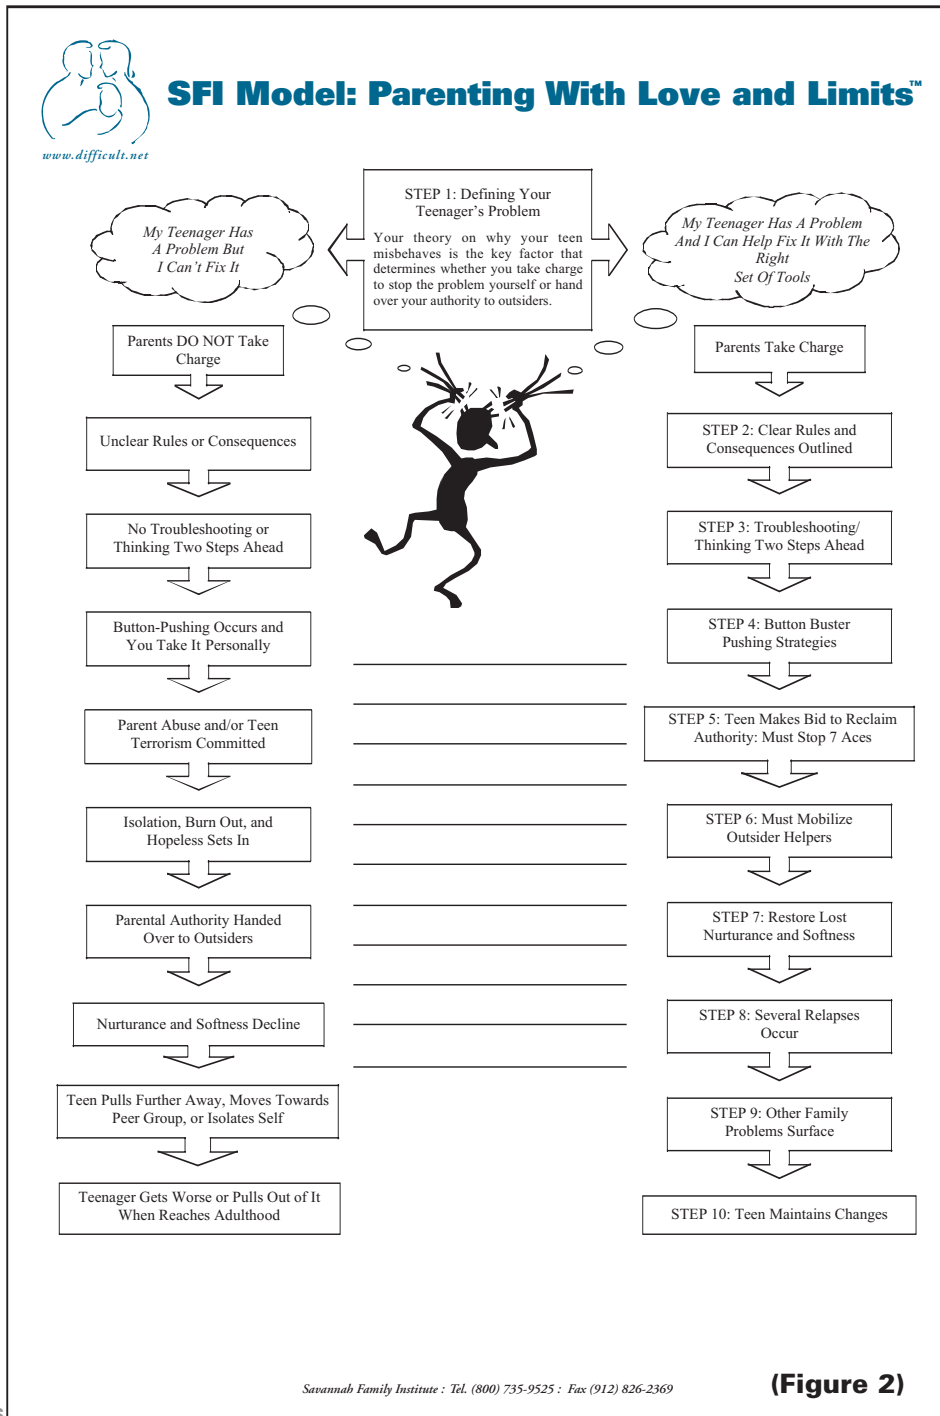 SFI Model: Parenting With Love and Limits™
www.difficult.net
STEP 1: Defining Your
Teenager's Problem
Your theory on why your teen
misbehaves is the key factor that
determines whether you take charge
to stop the problem yourself or hand
over your authority to outsiders.
My Teenager Has
A Problem But
I Can't Fix It
My Teenager Has A Problem
And I Can Help Fix It With The
Right
Set Of Tools
Parents DO NOT Take
Charge
Unclear Rules or Consequences
No Troubleshooting or
Thinking Two Steps Ahead
Button-Pushing Occurs and
You Take It Personally
Parent Abuse and/or Teen
Terrorism Committed
Isolation, Burn Out, and
Hopeless Sets In
Parental Authority Handed
Over to Outsiders
Nurturance and Softness Decline
Teen Pulls Further Away, Moves Towards
Peer Group, or Isolates Self
Teenager Gets Worse or Pulls Out of It
When Reaches Adulthood
Parents Take Charge
STEP 2: Clear Rules and
Consequences Outlined
STEP 3: Troubleshooting/
Thinking Two Steps Ahead
STEP 4: Button Buster
Pushing Strategies
STEP 5: Teen Makes Bid to Reclaim
Authority: Must Stop 7 Aces
STEP 6: Must Mobilize
Outsider Helpers
STEP 7: Restore Lost
Nurturance and Softness
STEP 8: Several Relapses
Occur
STEP 9: Other Family
Problems Surface
STEP 10: Teen Maintains Changes
Savannah Family Institute : Tel. (800) 735-9525 : Fax (912) 826-2369
(Figure 2)